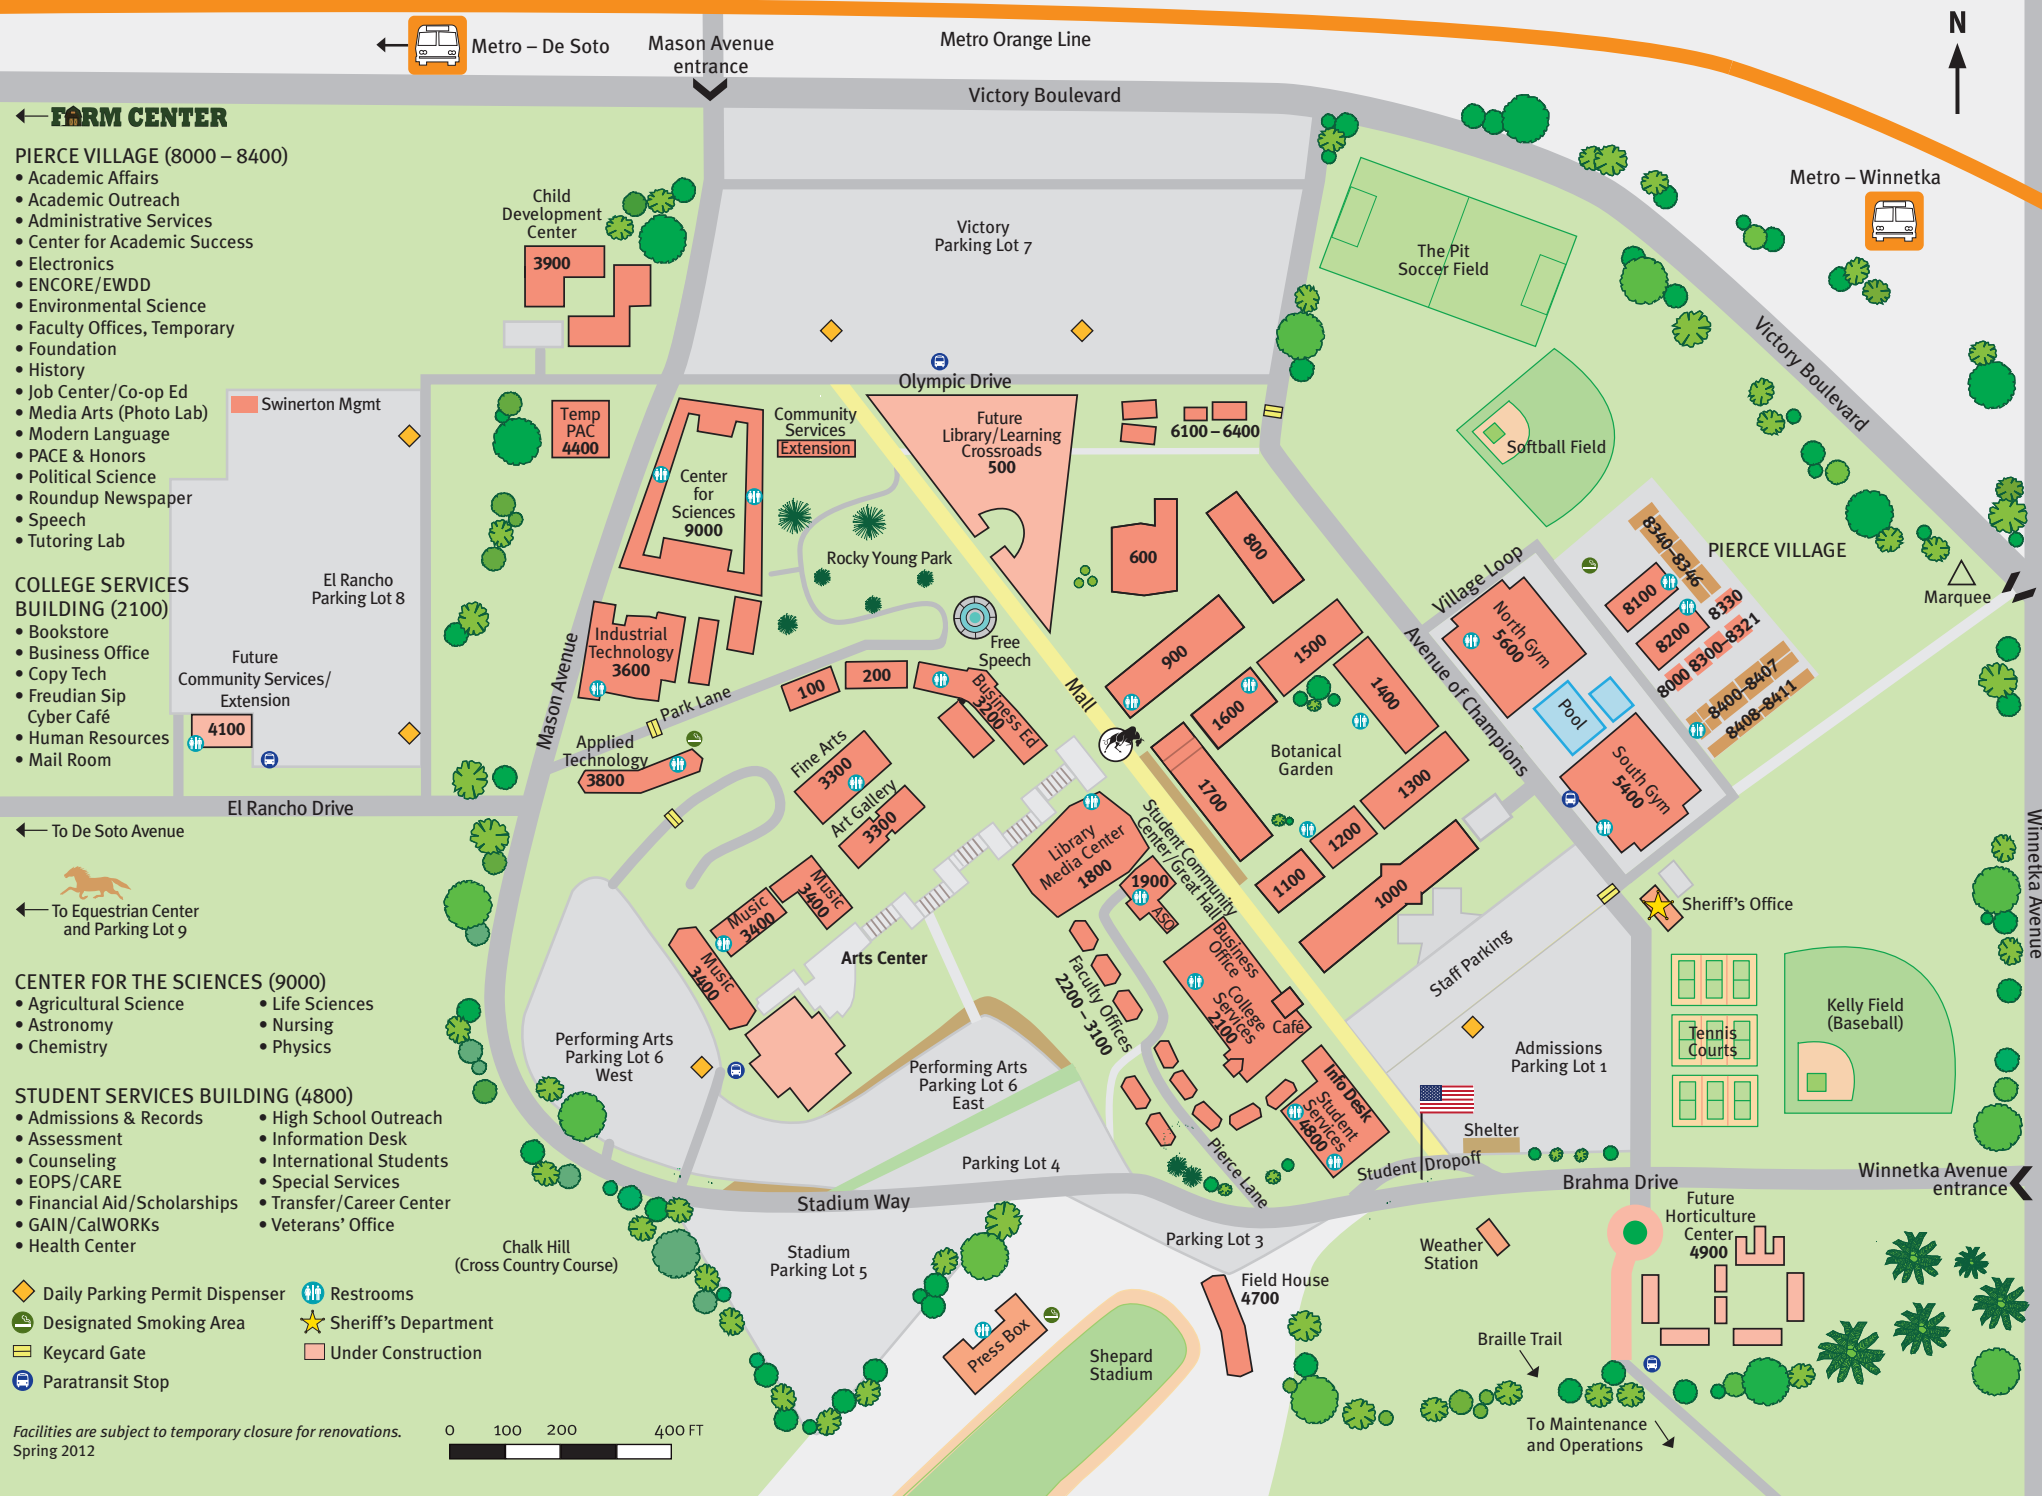 Metro – De Soto
Mason Avenue
entrance
Metro Orange Line
N
Victory Boulevard
FARM CENTER
PIERCE VILLAGE (8000 – 8400)
• Academic Affairs
• Academic Outreach
• Administrative Services
• Center for Academic Success
• Electronics
• ENCORE/EWDD
• Environmental Science
• Faculty Offices, Temporary
• Foundation
• History
• Job Center/Co-op Ed
• Media Arts (Photo Lab)
• Modern Language
• PACE & Honors
• Political Science
• Roundup Newspaper
• Speech
• Tutoring Lab
COLLEGE SERVICES
BUILDING (2100)
• Bookstore
• Business Office
• Copy Tech
• Freudian Sip
Cyber Café
• Human Resources
• Mail Room
Child
Development
Center
3900
Victory
Parking Lot 7
The Pit
Soccer Field
Metro – Winnetka
Victory Boulevard
Olympic Drive
Swinerton Mgmt
Temp
PAC
4400
Community
Services
Extension
Future
Library/Learning
Crossroads
500
6100 – 6400
Softball Field
Center
for
Sciences
9000
Rocky Young Park
600
800
El Rancho
Parking Lot 8
Village Loop
North Gym
5600
8340–8346
PIERCE VILLAGE
8100
8200
8330
8300–8321
8000
8400–8407
8408–8411
Marquee
Industrial
Technology
3600
Free
Speech
900
1500
Future
Community Services/
Extension
4100
Mason Avenue
Park Lane
100
200
Business Ed
3200
Mall
1600
1400
Avenue of Champions
Pool
South Gym
5400
Applied
Technology
3800
Fine Arts
3300
Art Gallery
3300
Botanical
Garden
1700
1300
1200
1100
1000
El Rancho Drive
To De Soto Avenue
To Equestrian Center
and Parking Lot 9
Library
Media Center
1800
Student Community
Center/Great Hall
1900
ASO
Music
3400
Music
3400
Music
3400
Arts Center
Business
Office
College
Services
2100
Café
Faculty Offices
2200 – 3100
Staff Parking
Sheriff's Office
Winnetka Avenue
Kelly Field
(Baseball)
Tennis
Courts
Admissions
Parking Lot 1
CENTER FOR THE SCIENCES (9000)
• Agricultural Science
• Astronomy
• Chemistry
• Life Sciences
• Nursing
• Physics
Performing Arts
Parking Lot 6
West
Performing Arts
Parking Lot 6
East
Info Desk
Student
Services
4800
Shelter
STUDENT SERVICES BUILDING (4800)
• Admissions & Records
• Assessment
• Counseling
• EOPS/CARE
• Financial Aid/Scholarships
• GAIN/CalWORKs
• Health Center
• High School Outreach
• Information Desk
• International Students
• Special Services
• Transfer/Career Center
• Veterans' Office
Parking Lot 4
Pierce Lane
Student Dropoff
Brahma Drive
Winnetka Avenue
entrance
Stadium Way
Chalk Hill
(Cross Country Course)
Stadium
Parking Lot 5
Parking Lot 3
Weather
Station
Future
Horticulture
Center
4900
Field House
4700
Press Box
Shepard
Stadium
Braille Trail
To Maintenance
and Operations
Daily Parking Permit Dispenser
Designated Smoking Area
Keycard Gate
Paratransit Stop
Restrooms
Sheriff's Department
Under Construction
Facilities are subject to temporary closure for renovations.
Spring 2012
0 100 200 400 FT